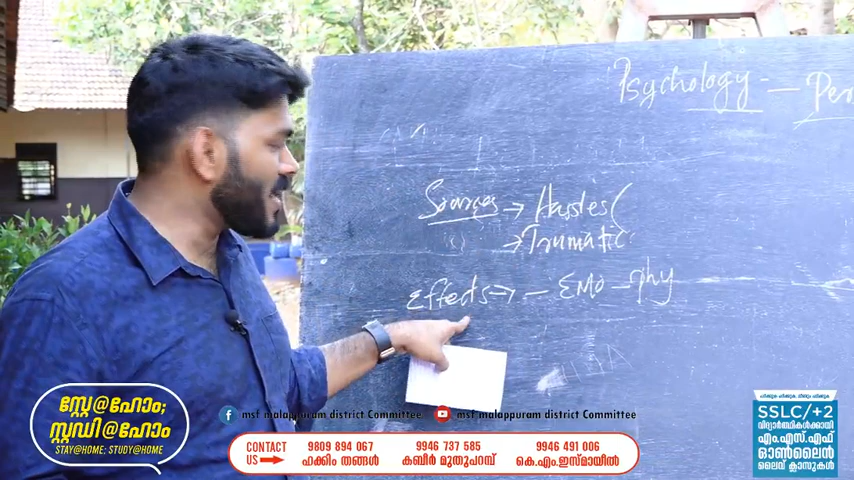 Psychology - Per
Sources → Hassles (
→ Trumatic
Effects → - EMO - phy
സ്റ്റേ@ഹോം;
സ്റ്റഡി@ഹോം
STAY@HOME; STUDY@HOME
msf malappuram district Committee. msf malappuram district Committee
CONTACT US
9809 894 067
ഹക്കീം തങ്ങൾ
9946 737 585
കബീർ മുതുപറമ്പ്
9946 491 006
കെ.എം.ഇസ്മായീൽ
SSLC/+2
വിദ്യാർത്ഥികൾക്കായി
എം.എസ്.എഫ്
ഓൺലൈൻ
ലൈവ് ക്ലാസുകൾ